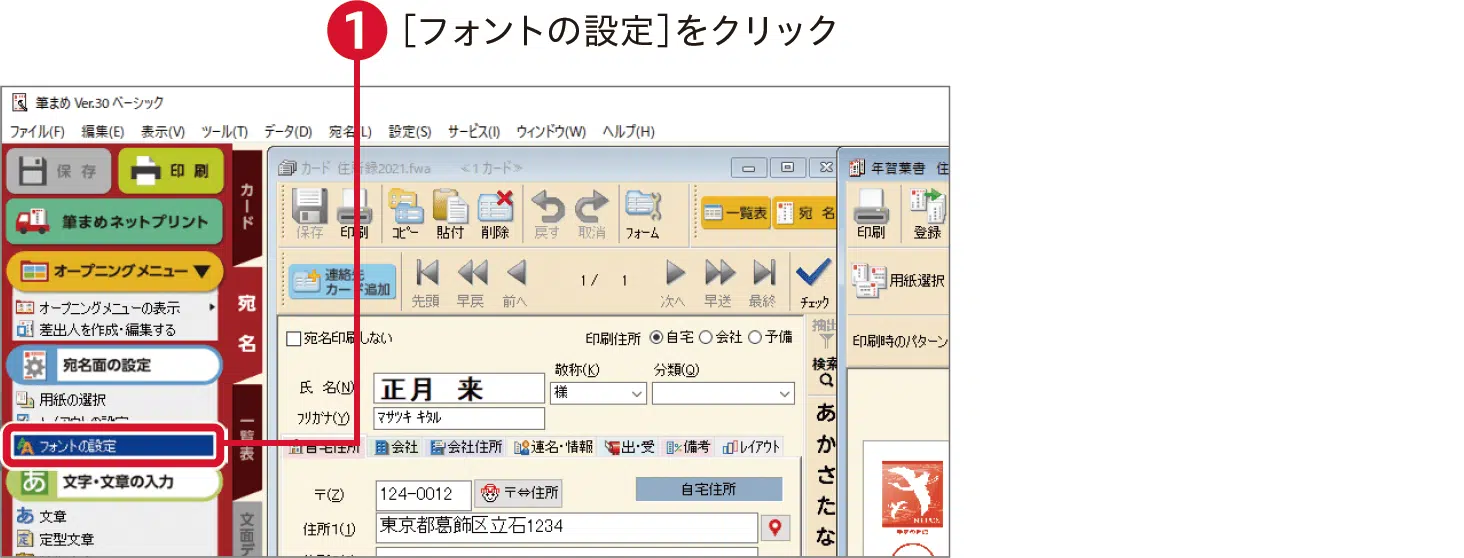 1 [フォントの設定]をクリック
筆まめ Ver.30 ベーシック
ファイル(F) 編集(E) 表示(V) ツール(T) データ(D) 宛名(L) 設定(S) サービス(I) ウィンドウ(W) ヘルプ(H)
保存 印刷
筆まめネットプリント
オープニングメニュー▼
オープニングメニューの表示
差出人を作成・編集する
宛名面の設定
用紙の選択
フォントの設定
文字・文章の入力
あ 文章
定 定型文章
カード
宛名
一覧表
文面デ
カード 住所録2021.fwa ≪1 カード≫
保存 印刷 コピー 貼付 削除 戻す 取消 フォーム 一覧表 宛 名
連絡先
カード追加
先頭 早戻 前へ 1 / 1 次へ 早送 最終 チェック
宛名印刷しない 印刷住所 自宅 会社 予備
氏 名(N) 正月 来 敬称(K) 様 分類(Q)
フリガナ(Y) マサツキ キタル
自宅住所 会社 会社住所 連名・情報 出・受 備考 レイアウト
〒(Z) 124-0012 〒⇔住所 自宅住所
住所1(1) 東京都葛飾区立石1234
抽出
検索
あ
か
さ
た
な
年賀葉書 住
印刷 登録
用紙選択
印刷時のパターン
NIPPON